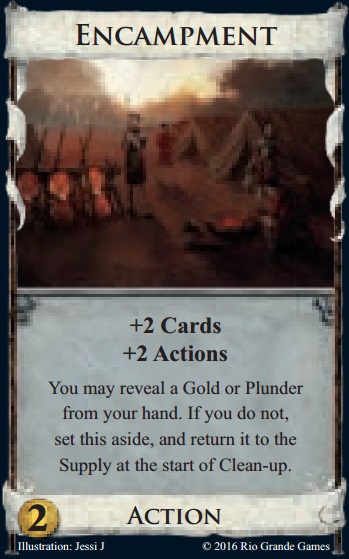 ENCAMPMENT
+2 Cards
+2 Actions
You may reveal a Gold or Plunder
from your hand. If you do not,
set this aside, and return it to the
Supply at the start of Clean-up.
2 ACTION
Illustration: Jessi J © 2016 Rio Grande Games